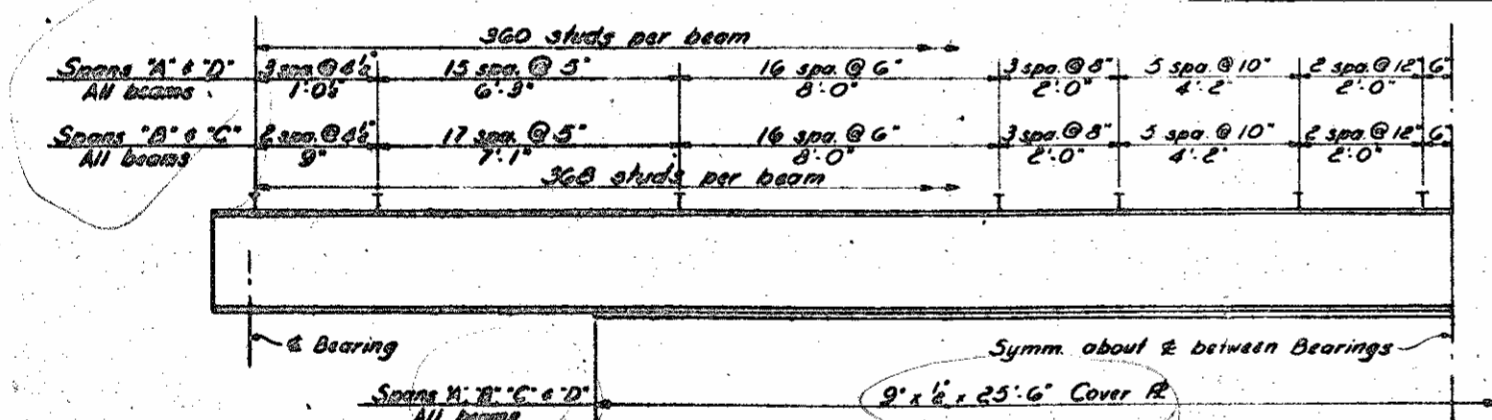 360 studs per beam
Spans "A" & "D" 3 spa. @ 4½" 15 spa. @ 5" 16 spa. @ 6" 3 spa. @ 8" 5 spa. @ 10" 2 spa. @ 12" 6"
All beams 6'-3" 8'-0" 2'-0" 4'-2" 2'-0"
Spans "B" & "C" 2 spa. @ 4½" 17 spa. @ 5" 16 spa. @ 6" 3 spa. @ 8" 5 spa. @ 10" 2 spa. @ 12" 6"
All beams 9" 7'-1" 8'-0" 2'-0" 4'-2" 2'-0"
368 studs per beam
℄ Bearing
Symm. about ℄ between Bearings
Spans "A", "B", "C" & "D" 9" x ½" x 25'-6" Cover ℙL
All beams